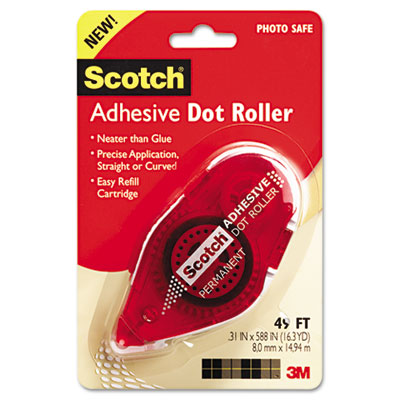 NEW!
PHOTO SAFE
Scotch
Adhesive Dot Roller
• Neater than Glue
• Precise Application,
Straight or Curved
• Easy Refill
Cartridge
Scotch
ADHESIVE
DOT ROLLER
PERMANENT
49 FT
.31 IN x 588 IN (16.3 YD)
8,0 mm x 14,94 m
3M